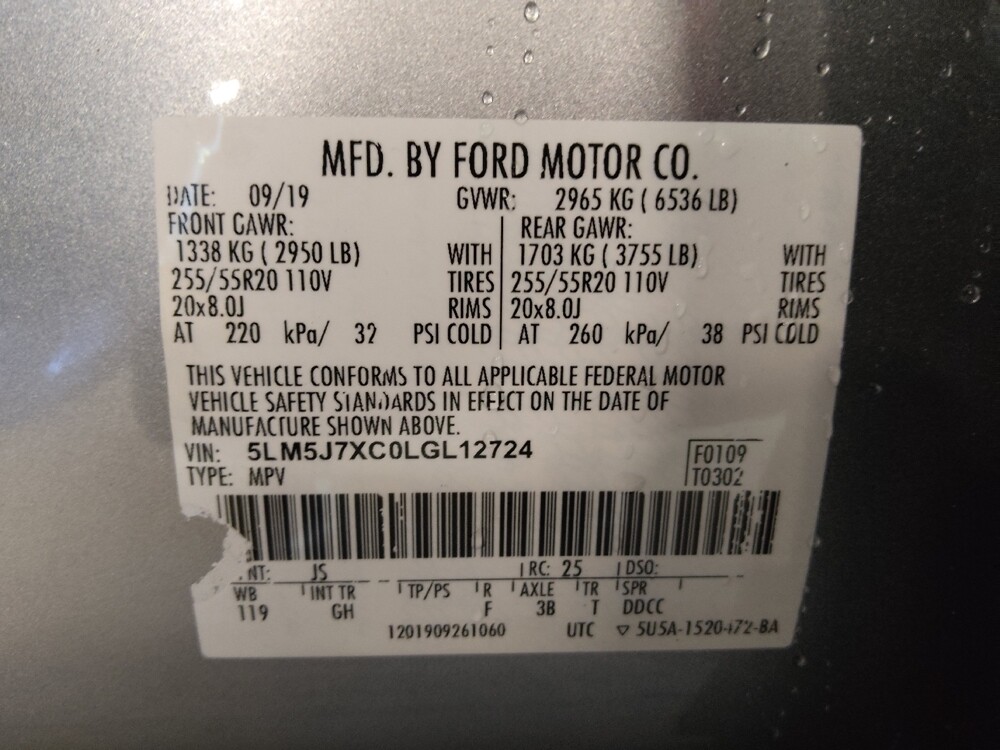 MFD. BY FORD MOTOR CO.
DATE: 09/19 GVWR: 2965 KG ( 6536 LB)
FRONT GAWR: REAR GAWR:
1338 KG ( 2950 LB) WITH 1703 KG ( 3755 LB) WITH
255/55R20 110V TIRES 255/55R20 110V TIRES
20x8.0J RIMS 20x8.0J RIMS
AT 220 kPa/ 32 PSI COLD AT 260 kPa/ 38 PSI COLD
THIS VEHICLE CONFORMS TO ALL APPLICABLE FEDERAL MOTOR
VEHICLE SAFETY STANDARDS IN EFFECT ON THE DATE OF
MANUFACTURE SHOWN ABOVE.
VIN: 5LM5J7XC0LGL12724 F0109
TYPE: MPV T0302
NT: JS RC: 25 DSO:
WB INT TR TP/PS R AXLE TR SPR
119 GH F 3B T DDCC
1201909261060 UTC ▽ 5U5A-1520472-BA